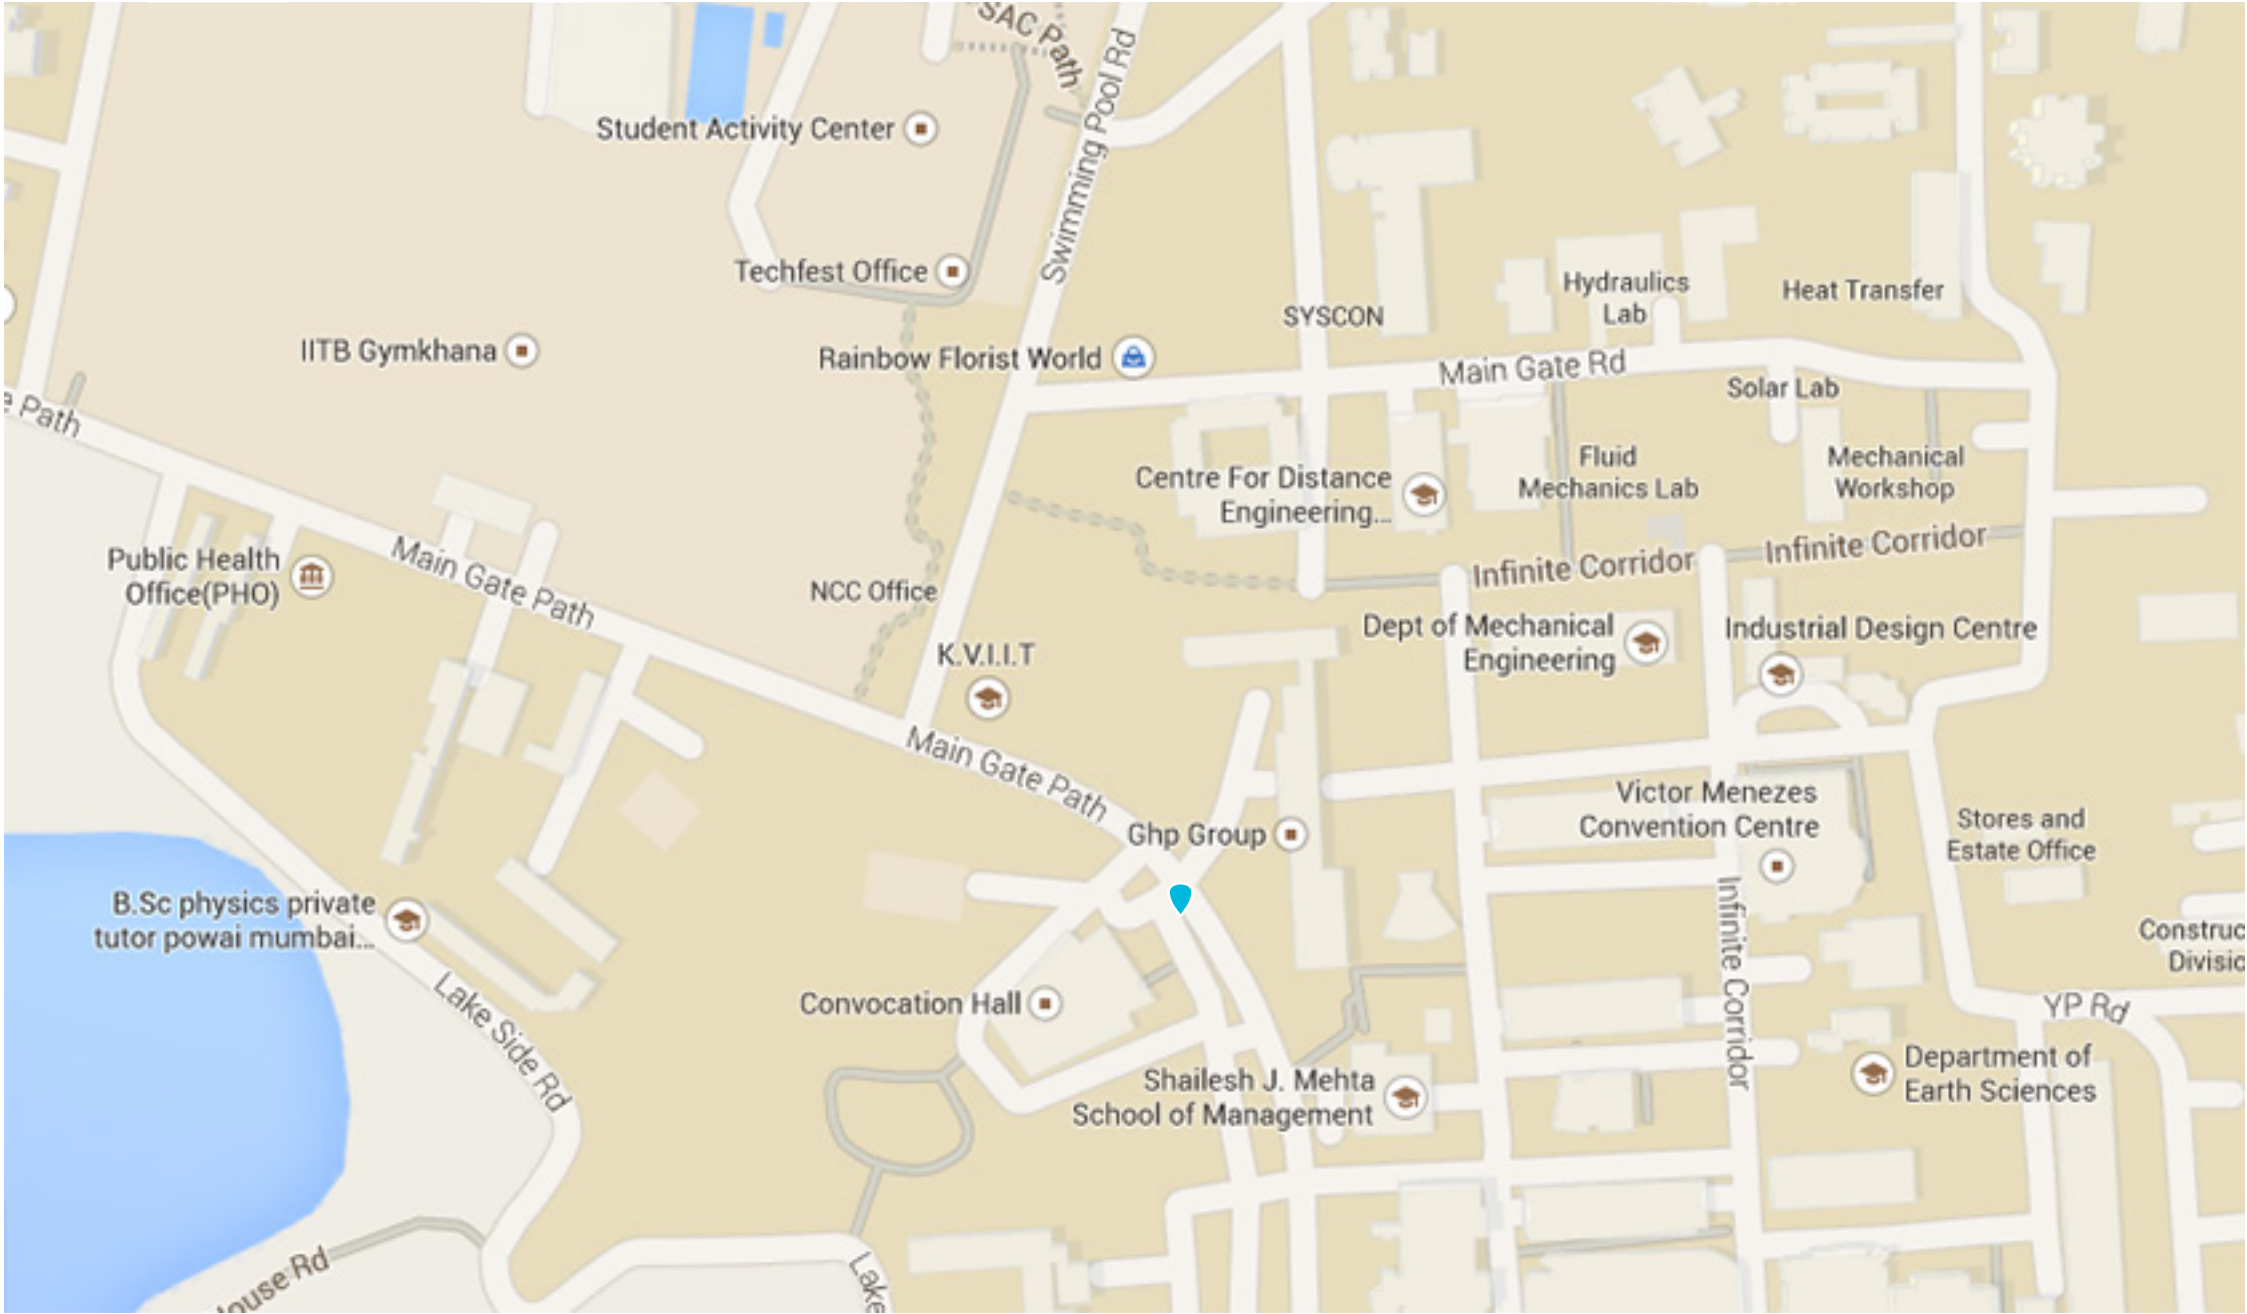 SAC Path
Swimming Pool Rd
Student Activity Center
Techfest Office
IITB Gymkhana
Rainbow Florist World
SYSCON
Hydraulics
Lab
Heat Transfer
Main Gate Rd
Solar Lab
e Path
Centre For Distance
Engineering...
Fluid
Mechanics Lab
Mechanical
Workshop
Public Health
Office(PHO)
Main Gate Path
NCC Office
Infinite Corridor
Infinite Corridor
K.V.I.I.T
Dept of Mechanical
Engineering
Industrial Design Centre
Main Gate Path
Ghp Group
Victor Menezes
Convention Centre
Stores and
Estate Office
B.Sc physics private
tutor powai mumbai...
Infinite Corridor
Construc
Divisio
Lake Side Rd
Convocation Hall
YP Rd
Shailesh J. Mehta
School of Management
Department of
Earth Sciences
House Rd
Lake